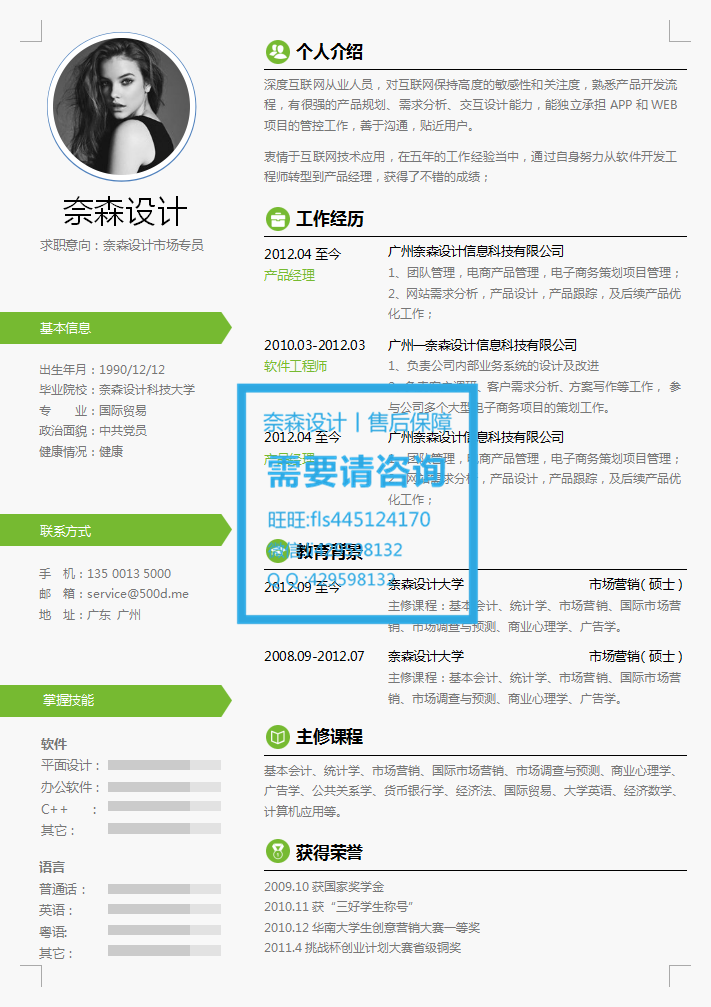 奈森设计
求职意向：奈森设计市场专员
基本信息
出生年月：1990/12/12
毕业院校：奈森设计科技大学
专　　业：国际贸易
政治面貌：中共党员
健康情况：健康
联系方式
手　机：135 0013 5000
邮　箱：service@500d.me
地　址：广东 广州
掌握技能
软件
平面设计：
办公软件：
C++　　：
其它：
语言
普通话：
英语：
粤语:
其它：
个人介绍
深度互联网从业人员，对互联网保持高度的敏感性和关注度，熟悉产品开发流
程，有很强的产品规划、需求分析、交互设计能力，能独立承担 APP 和 WEB
项目的管控工作，善于沟通，贴近用户。
衷情于互联网技术应用，在五年的工作经验当中，通过自身努力从软件开发工
程师转型到产品经理，获得了不错的成绩；
工作经历
2012.04 至今　广州奈森设计信息科技有限公司
产品经理　1、团队管理，电商产品管理，电子商务策划项目管理；
2、网站需求分析，产品设计，产品跟踪，及后续产品优
化工作；
2010.03-2012.03　广州一奈森设计信息科技有限公司
软件工程师　1、负责公司内部业务系统的设计及改进
客户需求分析、方案写作等工作， 参
与公司多个大型电子商务项目的策划工作。
2012.04 至今　广州奈森设计信息科技有限公司
产品经理　1、团队管理，电商产品管理，电子商务策划项目管理；
2、网站需求分析，产品设计，产品跟踪，及后续产品优
化工作；
奈森设计丨售后保障
需要请咨询
旺旺:fls445124170
429598132
Q Q :429598132
教育背景
2012.09 至今　奈森设计大学　市场营销( 硕士 )
主修课程：基本会计、统计学、市场营销、国际市场营
销、市场调查与预测、商业心理学、广告学。
2008.09-2012.07　奈森设计大学　市场营销( 硕士 )
主修课程：基本会计、统计学、市场营销、国际市场营
销、市场调查与预测、商业心理学、广告学。
主修课程
基本会计、统计学、市场营销、国际市场营销、市场调查与预测、商业心理学、
广告学、公共关系学、货币银行学、经济法、国际贸易、大学英语、经济数学、
计算机应用等。
获得荣誉
2009.10 获国家奖学金
2010.11 获“三好学生称号”
2010.12 华南大学生创意营销大赛一等奖
2011.4 挑战杯创业计划大赛省级铜奖